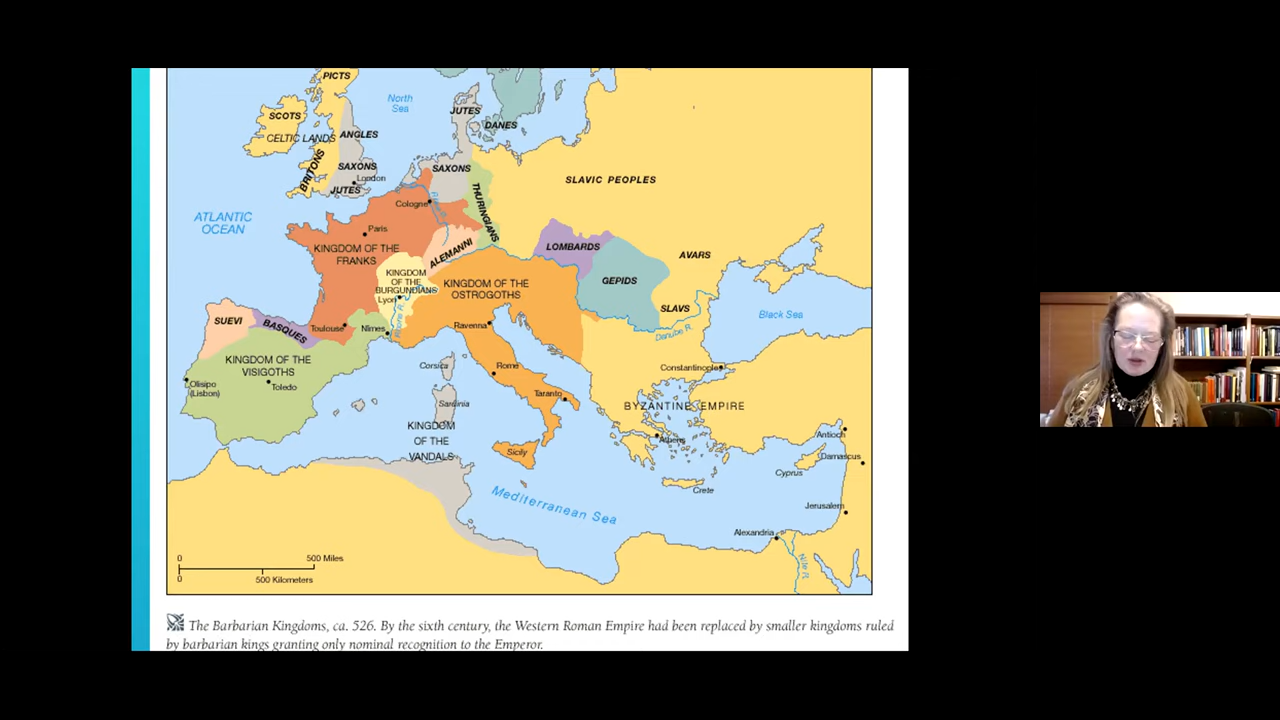 PICTS
North
Sea
JUTES
SCOTS
DANES
CELTIC LANDS
ANGLES
BRITONS
SAXONS
SAXONS
London
JUTES
SLAVIC PEOPLES
THURINGIANS
Cologne
Rhine R.
ATLANTIC
OCEAN
Paris
KINGDOM OF THE
FRANKS
ALEMANNI
LOMBARDS
AVARS
KINGDOM
OF THE
BURGUNDIANS
Lyon
KINGDOM OF THE
OSTROGOTHS
GEPIDS
SLAVS
Black Sea
Danube R.
SUEVI
BASQUES
Toulouse
Nîmes
Rhone R.
Ravenna
KINGDOM OF THE
VISIGOTHS
Corsica
Rome
Constantinople
Olisipo
(Lisbon)
Toledo
Sardinia
Taranto
BYZANTINE EMPIRE
KINGDOM
OF THE
VANDALS
Athens
Antioch
Sicily
Damascus
Cyprus
Crete
Mediterranean Sea
Jerusalem
Alexandria
Nile R.
0
500 Miles
0
500 Kilometers
The Barbarian Kingdoms, ca. 526. By the sixth century, the Western Roman Empire had been replaced by smaller kingdoms ruled
by barbarian kings granting only nominal recognition to the Emperor.